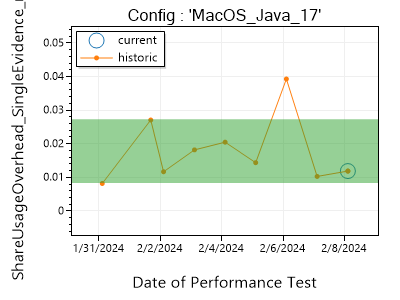 Config : 'MacOS_Java_17'
current
historic
0.05
0.04
0.03
0.02
0.01
0
ShareUsageOverhead_SingleEvidence_
1/31/2024 2/2/2024 2/4/2024 2/6/2024 2/8/2024
Date of Performance Test